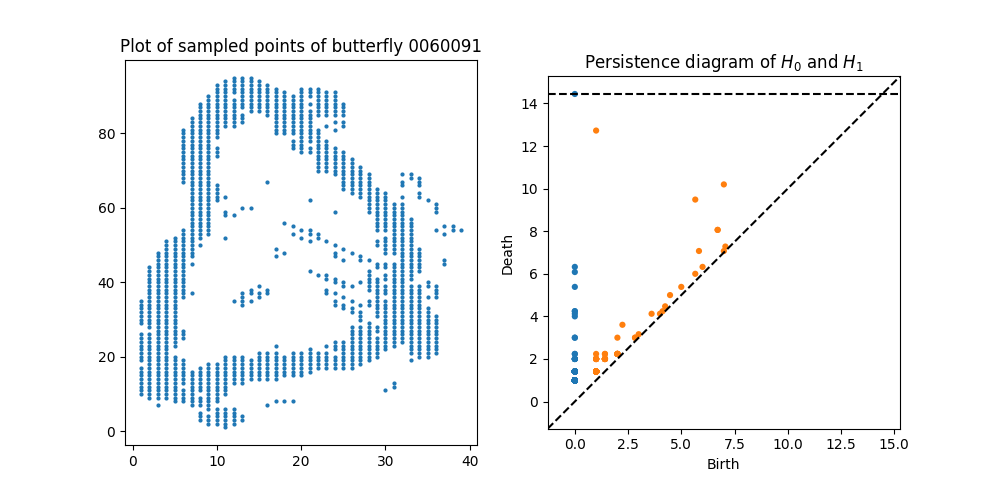 Plot of sampled points of butterfly 0060091
80
60
40
20
0
0 10 20 30 40
Persistence diagram of H₀ and H₁
14
12
10
8
6
4
2
0
Death
0.0 2.5 5.0 7.5 10.0 12.5 15.0
Birth